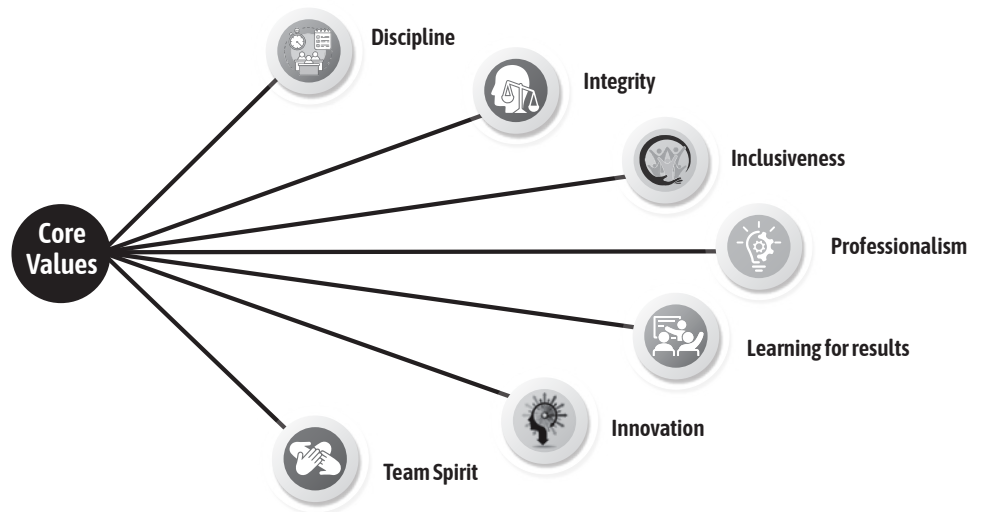 Discipline
Integrity
Inclusiveness
Core
Values
Professionalism
Learning for results
Innovation
Team Spirit